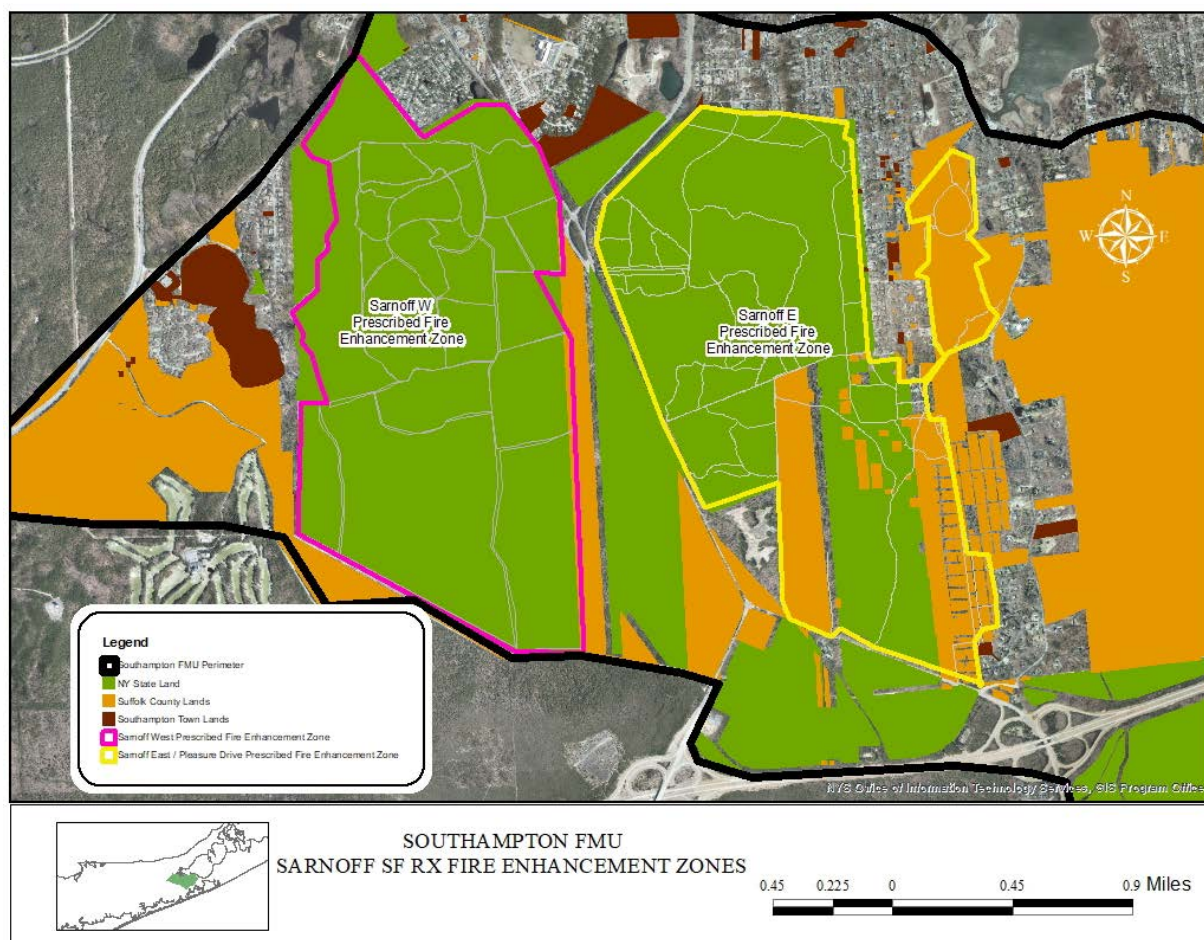 N
W E
S
Sarnoff W
Prescribed Fire
Enhancement Zone
Sarnoff E
Prescribed Fire
Enhancement Zone
Legend
Southampton FMU Perimeter
NY State Land
Suffolk County Lands
Southampton Town Lands
Sarnoff West Prescribed Fire Enhancement Zone
Sarnoff East / Pleasure Drive Prescribed Fire Enhancement Zone
NYS Office of Information Technology Services, GIS Program Office
SOUTHAMPTON FMU
SARNOFF SF RX FIRE ENHANCEMENT ZONES
0.45 0.225 0 0.45 0.9 Miles